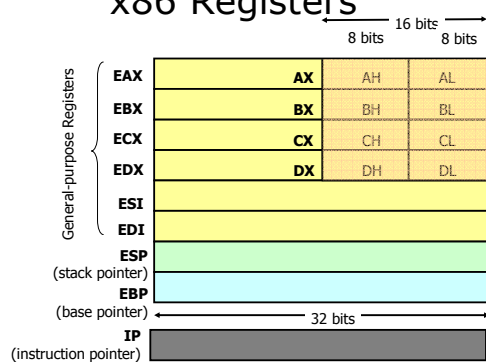 x86 Registers
16 bits
8 bits 8 bits
General-purpose Registers
EAX AX AH AL
EBX BX BH BL
ECX CX CH CL
EDX DX DH DL
ESI
EDI
ESP
(stack pointer)
EBP
(base pointer)
32 bits
IP
(instruction pointer)